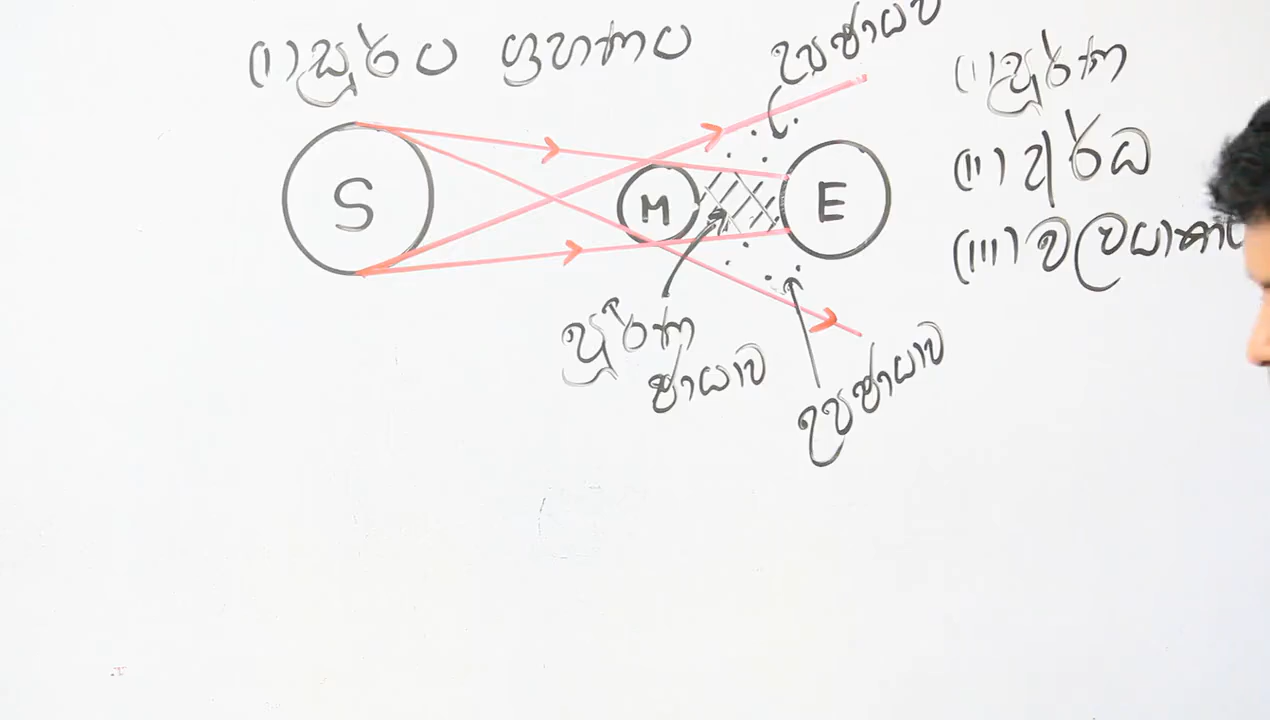 (I) සූර්ය ග්‍රහණය
S
M
E
උපඡායාව
පූර්ණ
ඡායාව
උපඡායාව
(I) පූර්ණ
(II) අර්ධ
(III) වලයාකාර